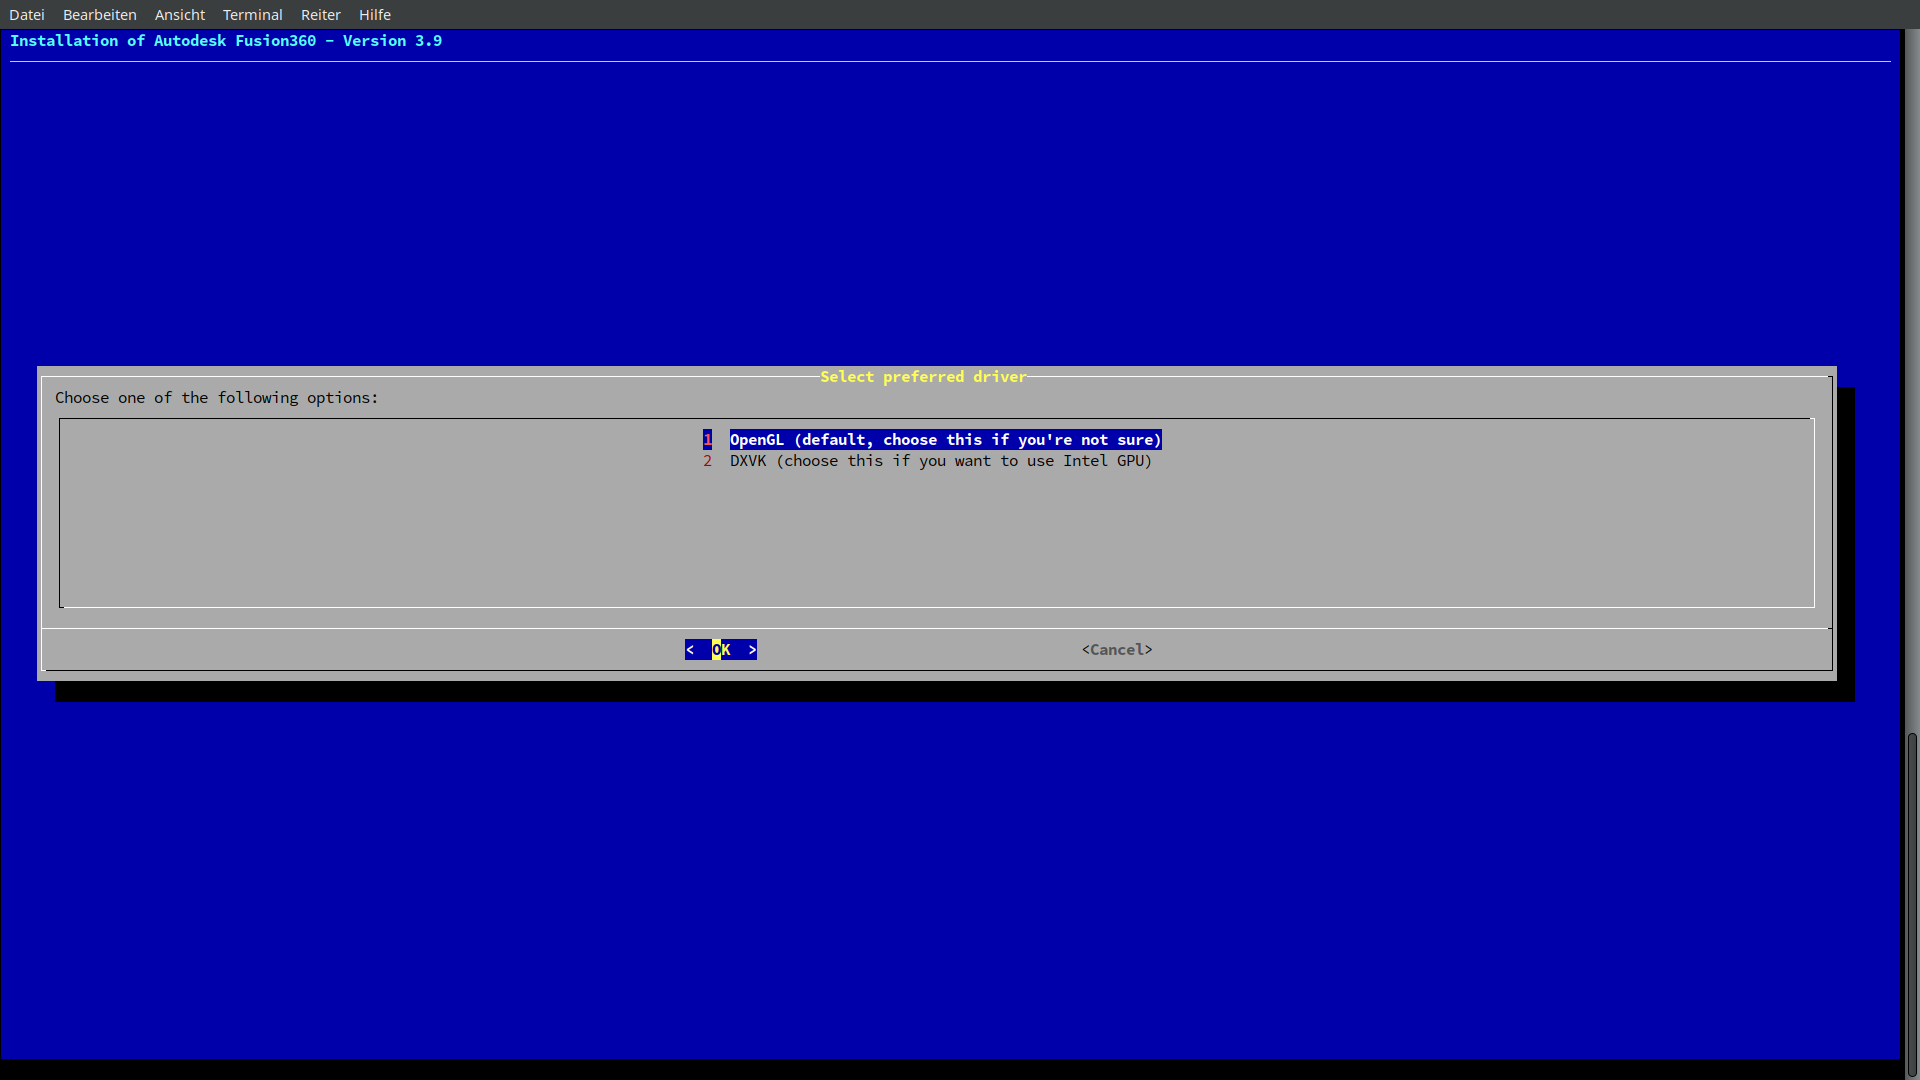 Datei Bearbeiten Ansicht Terminal Reiter Hilfe
Installation of Autodesk Fusion360 - Version 3.9
Select preferred driver
Choose one of the following options:
1 OpenGL (default, choose this if you're not sure)
2 DXVK (choose this if you want to use Intel GPU)
< OK > <Cancel>